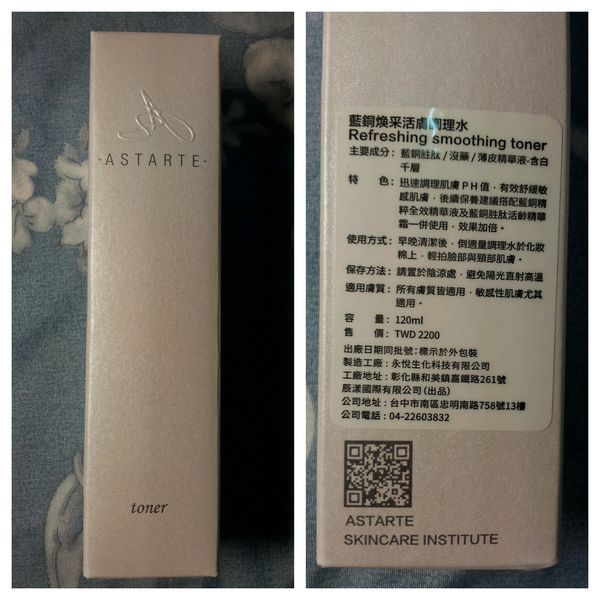 ·ASTARTE·
toner
藍銅煥采活膚調理水
Refreshing smoothing toner
主要成分：藍銅胜肽/沒藥/薄皮精華液-含白
千層
特　色：迅速調理肌膚PH值，有效舒緩敏
感肌膚，後續保養建議搭配藍銅精
粹全效精華液及藍銅胜肽活齡精華
霜一併使用，效果加倍。
使用方式：早晚清潔後，倒適量調理水於化妝
棉上，輕拍臉部與頸部肌膚。
保存方法：請置於陰涼處，避免陽光直射高溫
適用膚質：所有膚質皆適用，敏感性肌膚尤其
適用。
容　量：120ml
售　價：TWD 2200
出廠日期同批號：標示於外包裝
製造工廠：永悅生化科技有限公司
工廠地址：彰化縣和美鎮嘉鐵路261號
辰漾國際有限公司(出品)
公司地址：台中市南區忠明南路758號13樓
公司電話：04-22603832
ASTARTE
SKINCARE INSTITUTE